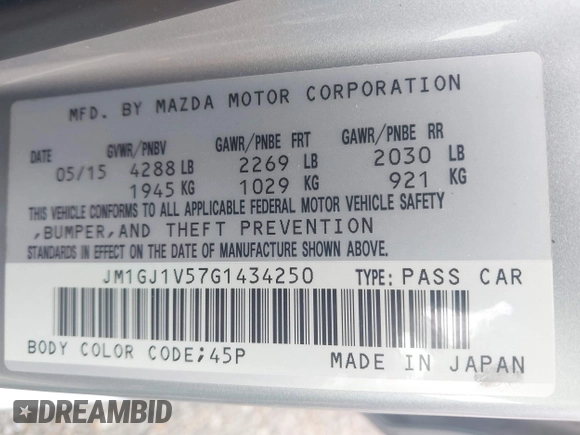 MFD. BY MAZDA MOTOR CORPORATION
DATE GVWR/PNBV GAWR/PNBE FRT GAWR/PNBE RR
05/15 4288 LB 2269 LB 2030 LB
1945 KG 1029 KG 921 KG
THIS VEHICLE CONFORMS TO ALL APPLICABLE FEDERAL MOTOR VEHICLE SAFETY
,BUMPER,AND THEFT PREVENTION
STANDARDS IN EFFECT ON THE DATE OF MANUFACTURE SHOWN ABOVE.
JM1GJ1V57G1434250 TYPE: PASS CAR
BODY COLOR CODE;45P MADE IN JAPAN
DREAMBID